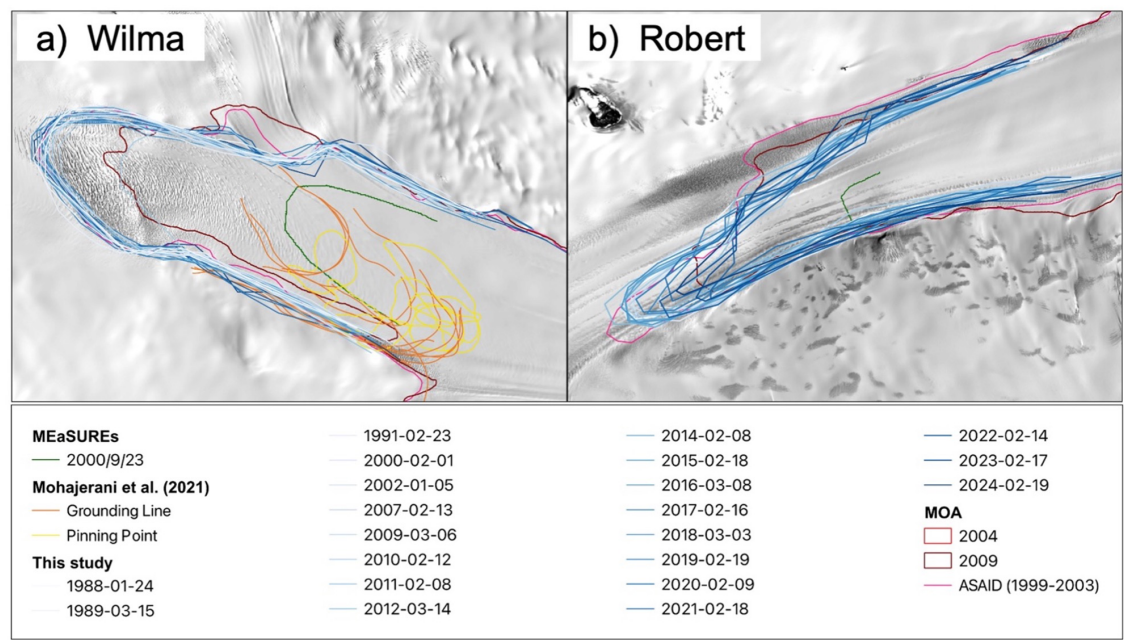 a) Wilma
b) Robert
MEaSUREs
2000/9/23
Mohajerani et al. (2021)
Grounding Line
Pinning Point
This study
1988-01-24
1989-03-15
1991-02-23
2000-02-01
2002-01-05
2007-02-13
2009-03-06
2010-02-12
2011-02-08
2012-03-14
2014-02-08
2015-02-18
2016-03-08
2017-02-16
2018-03-03
2019-02-19
2020-02-09
2021-02-18
2022-02-14
2023-02-17
2024-02-19
MOA
2004
2009
ASAID (1999-2003)